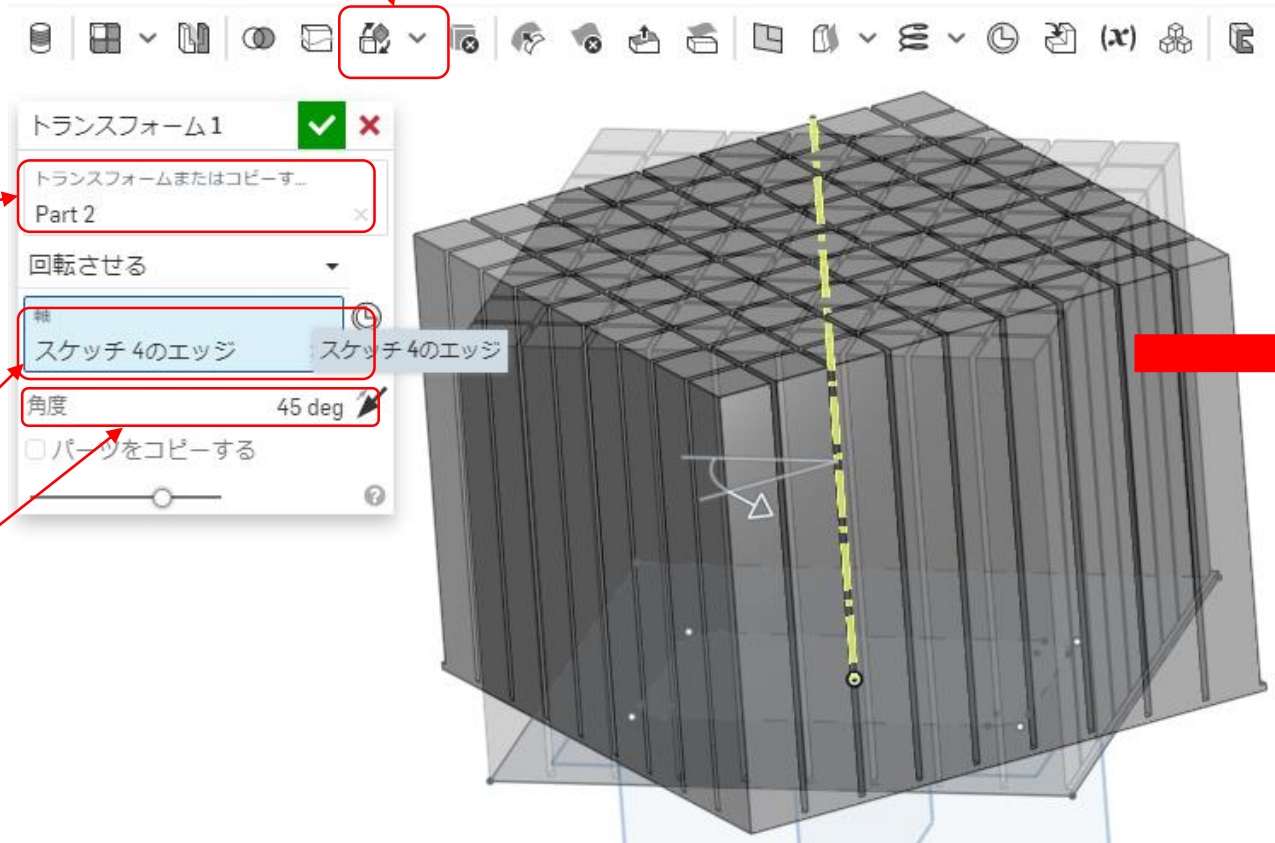 (x)
トランスフォーム 1
トランスフォームまたはコピーす...
Part 2
回転させる
軸
スケッチ 4のエッジ
スケッチ 4のエッジ
角度 45 deg
パーツをコピーする